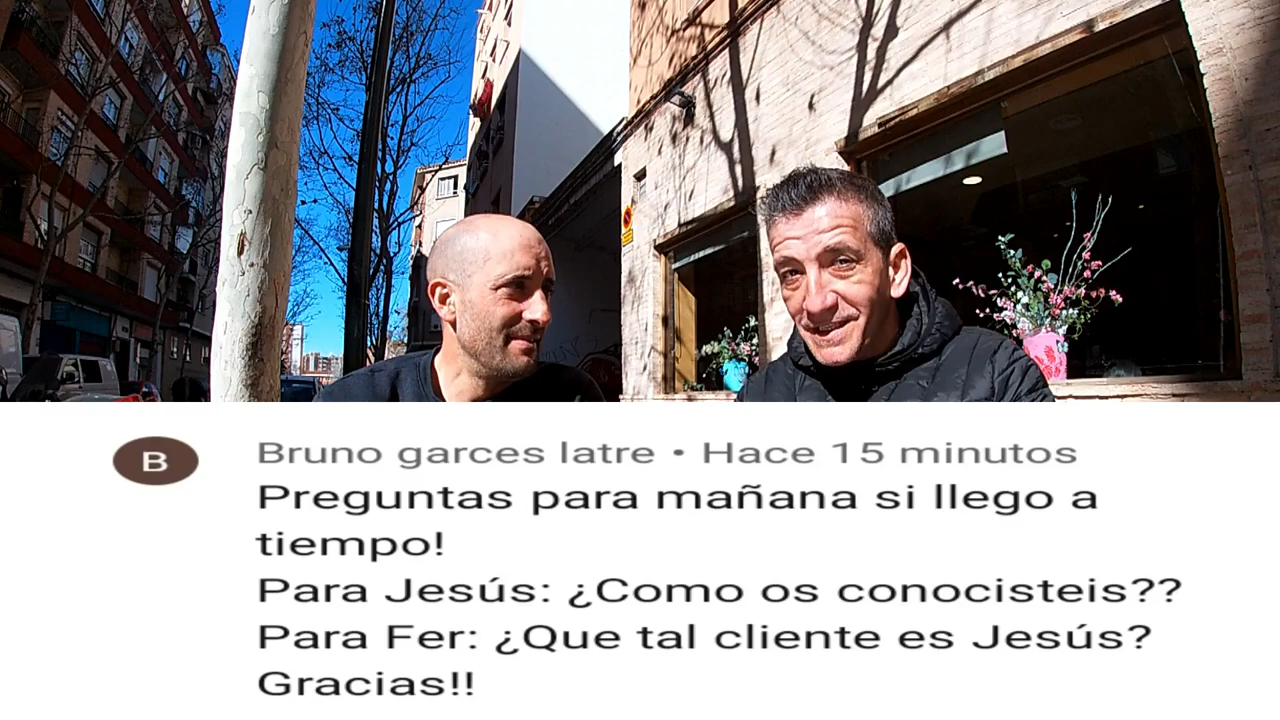 B
Bruno garces latre • Hace 15 minutos
Preguntas para mañana si llego a
tiempo!
Para Jesús: ¿Como os conocisteis??
Para Fer: ¿Que tal cliente es Jesús?
Gracias!!